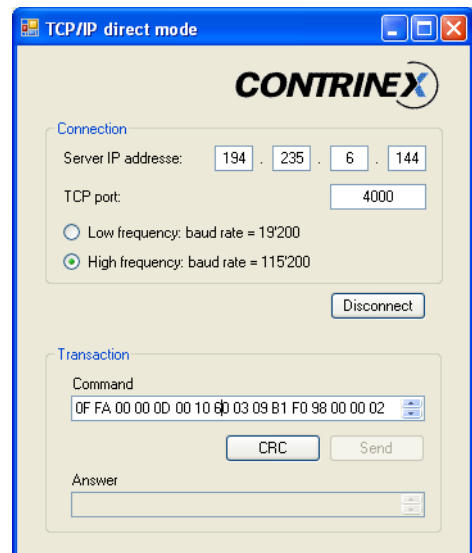 TCP/IP direct mode
CONTRINEX
Connection
Server IP addresse: 194 . 235 . 6 . 144
TCP port: 4000
Low frequency: baud rate = 19'200
High frequency: baud rate = 115'200
Disconnect
Transaction
Command
0F FA 00 00 0D 00 10 60 03 09 B1 F0 98 00 00 02
CRC Send
Answer